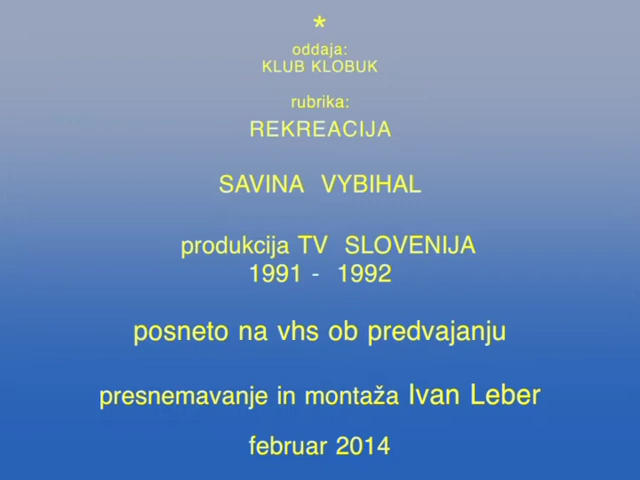 *
oddaja:
KLUB KLOBUK
rubrika:
REKREACIJA
SAVINA VYBIHAL
produkcija TV SLOVENIJA
1991 - 1992
posneto na vhs ob predvajanju
presnemavanje in montaža Ivan Leber
februar 2014